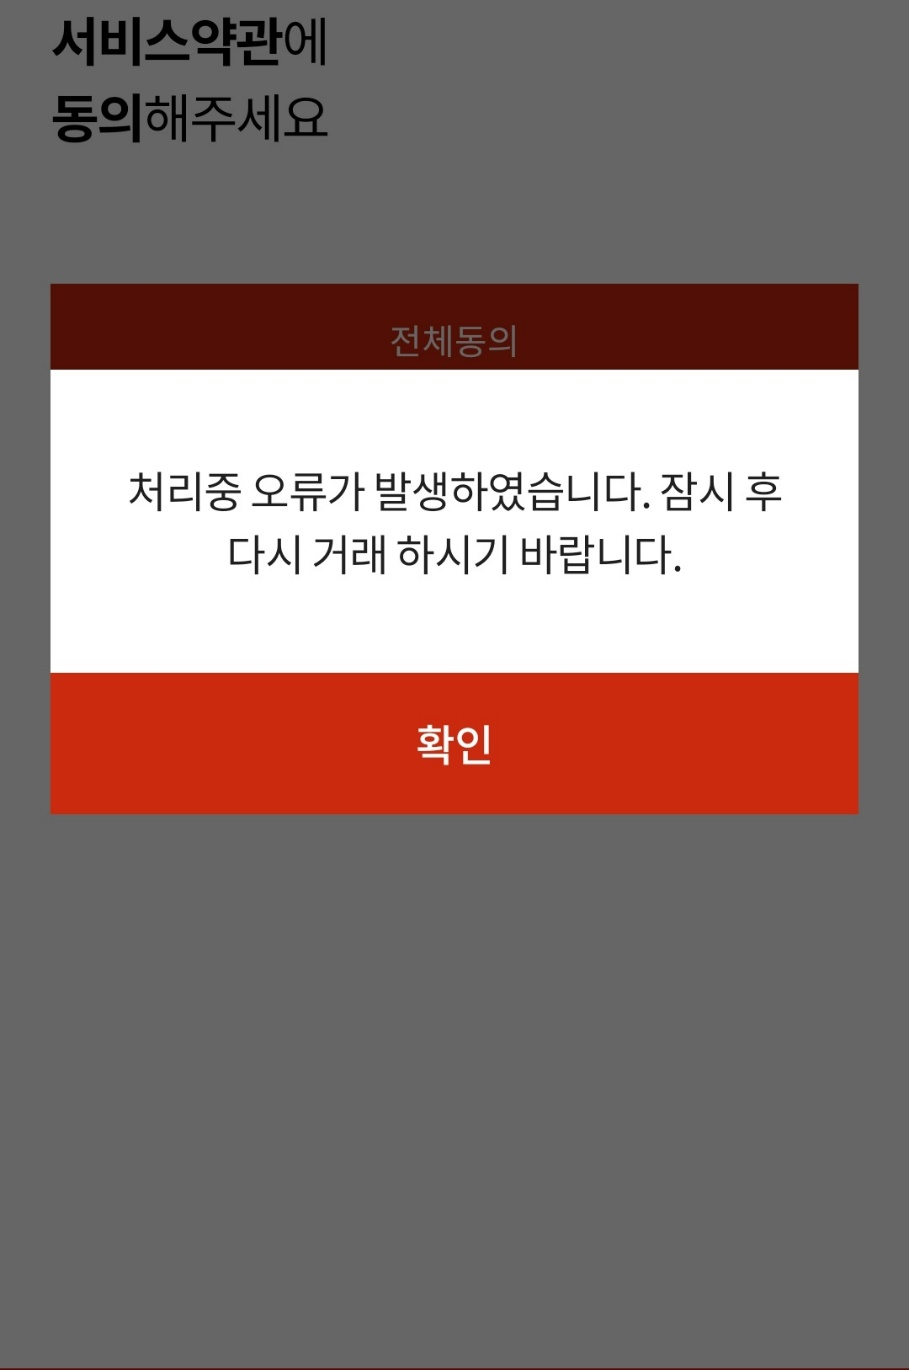 서비스약관에
동의해주세요
전체동의
처리중 오류가 발생하였습니다. 잠시 후
다시 거래 하시기 바랍니다.
확인